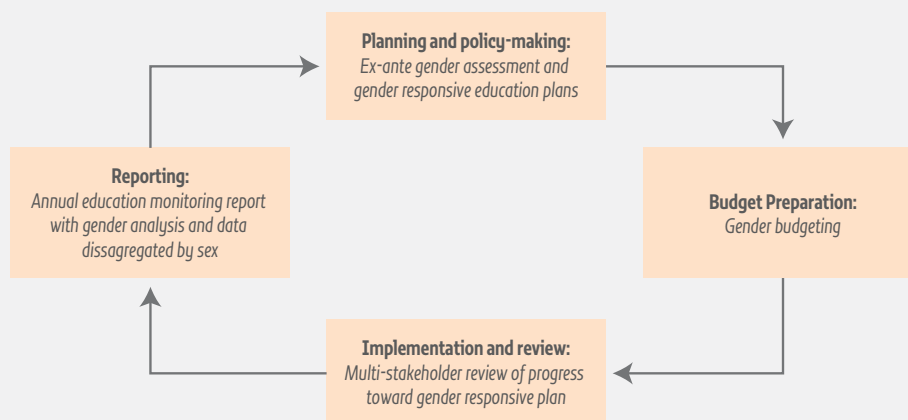 Planning and policy-making:
Ex-ante gender assessment and
gender responsive education plans
Reporting:
Annual education monitoring report
with gender analysis and data
dissagregated by sex
Budget Preparation:
Gender budgeting
Implementation and review:
Multi-stakeholder review of progress
toward gender responsive plan